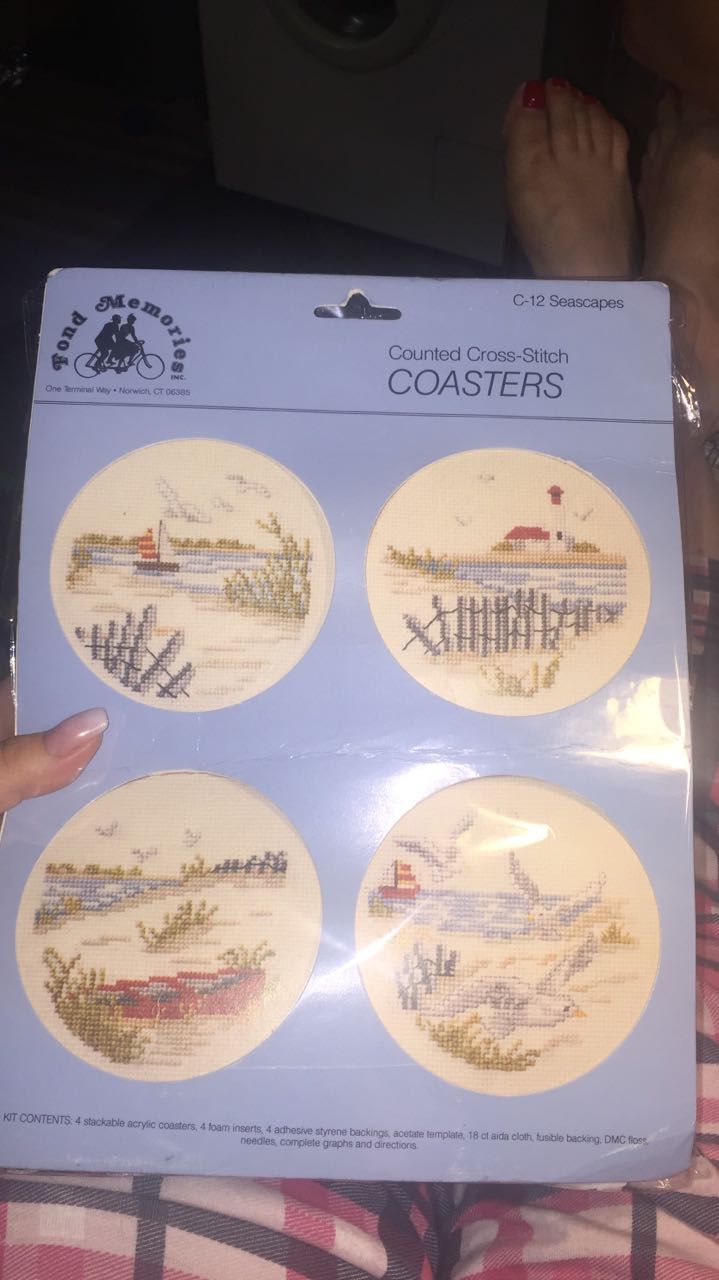 Fond Memories
INC.
One Terminal Way • Norwich, CT 06385
C-12 Seascapes
Counted Cross-Stitch
COASTERS
KIT CONTENTS: 4 stackable acrylic coasters, 4 foam inserts, 4 adhesive styrene backings, acetate template, 18 ct aida cloth, fusible backing, DMC floss,
needles, complete graphs and directions.